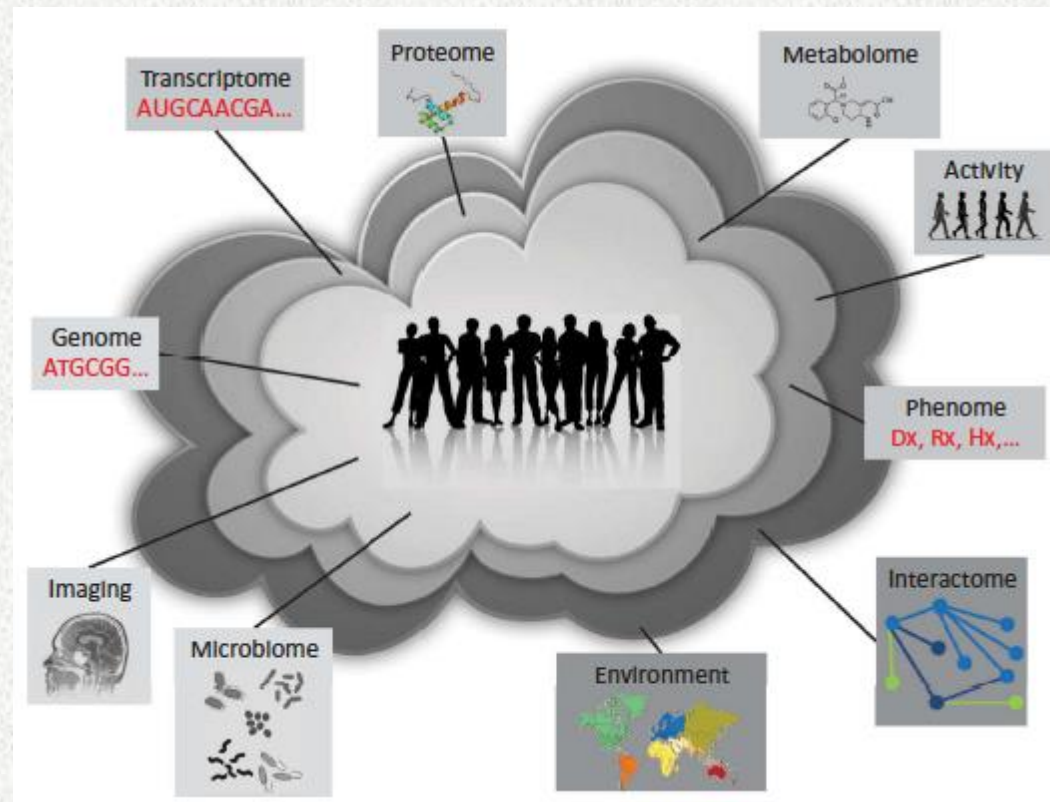 Proteome
Metabolome
Transcriptome
AUGCAACGA...
Activity
Genome
ATGCGG...
Phenome
Dx, Rx, Hx,...
Imaging
Interactome
Microbiome
Environment